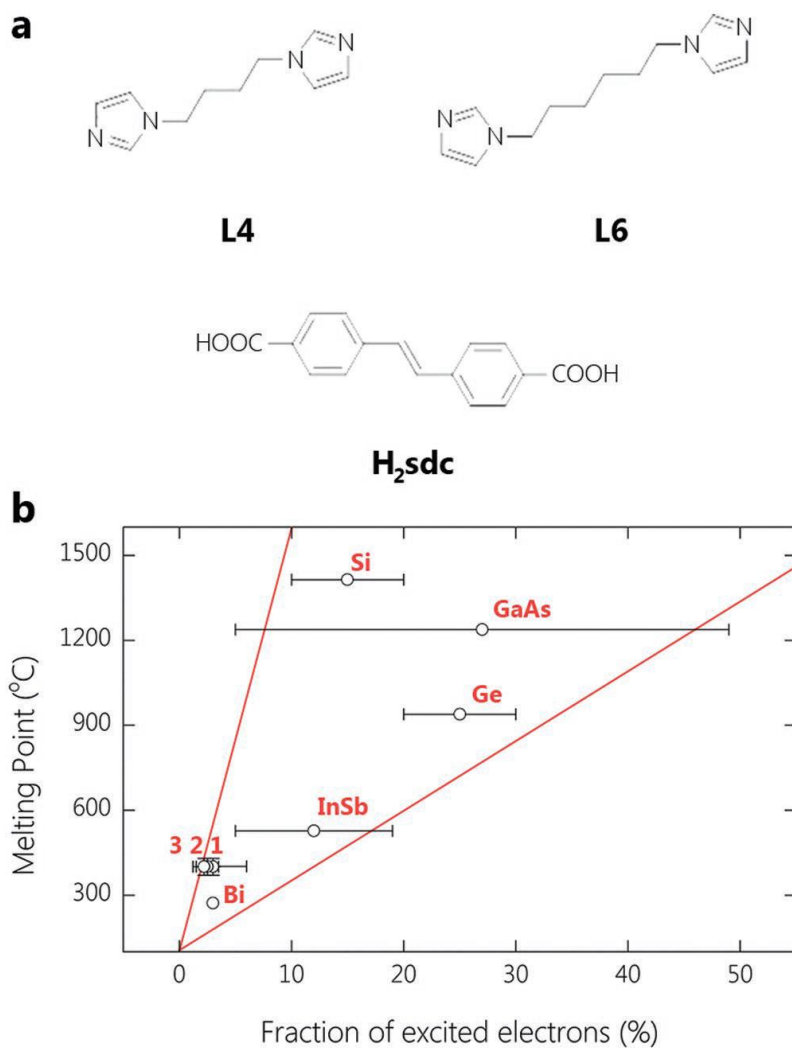 a
N
N
N
N
L4
N
N
N
N
L6
HOOC
COOH
H₂sdc
b
Melting Point (°C)
1500
1200
900
600
300
Si
GaAs
Ge
InSb
3 2 1
Bi
0 10 20 30 40 50
Fraction of excited electrons (%)